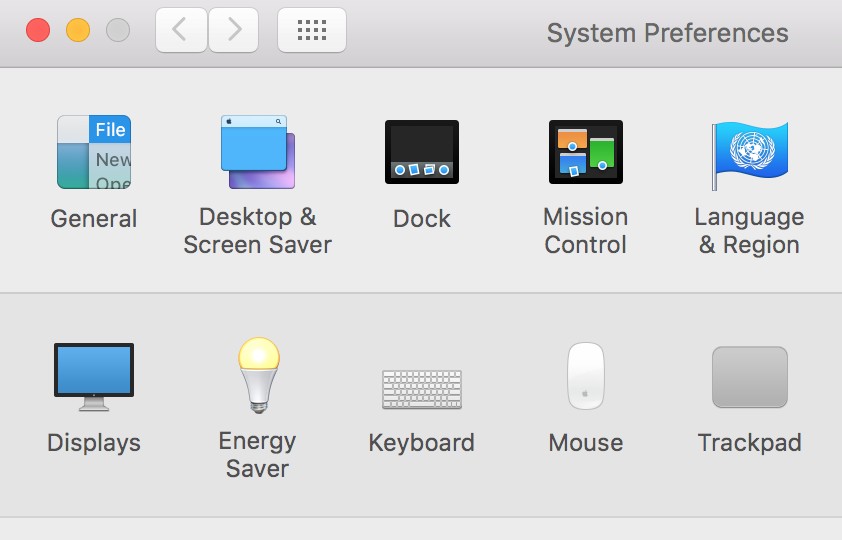 System Preferences
File
New
Ope
General
Desktop &
Screen Saver
Dock
Mission
Control
Language
& Region
Displays
Energy
Saver
Keyboard
Mouse
Trackpad